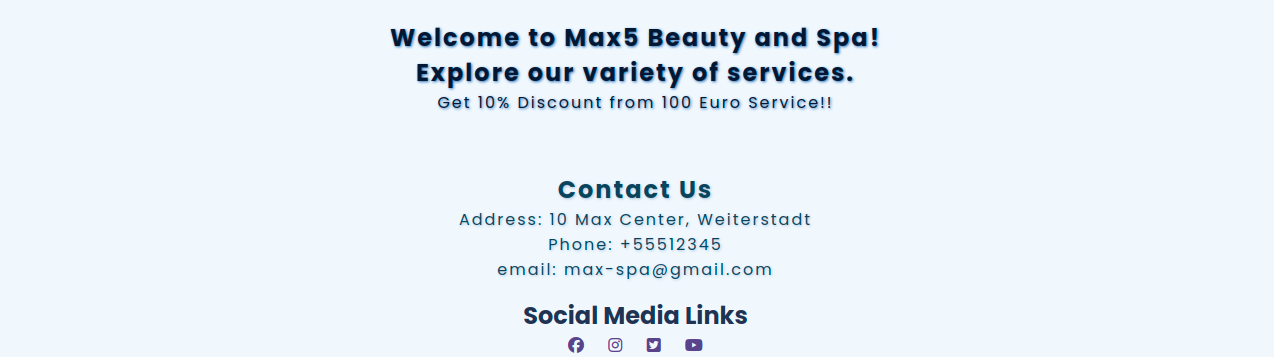 Welcome to Max5 Beauty and Spa!
Explore our variety of services.
Get 10% Discount from 100 Euro Service!!
Contact Us
Address: 10 Max Center, Weiterstadt
Phone: +55512345
email: max-spa@gmail.com
Social Media Links